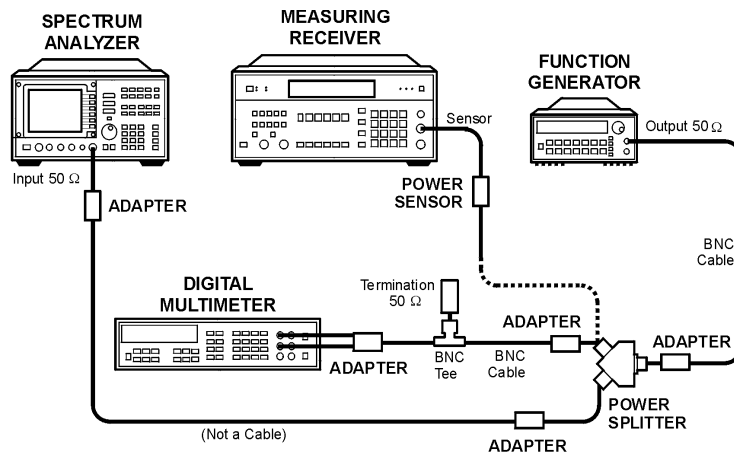 SPECTRUM
ANALYZER
MEASURING
RECEIVER
FUNCTION
GENERATOR
Sensor
Output 50 Ω
Input 50 Ω
ADAPTER
POWER
SENSOR
BNC
Cable
DIGITAL
MULTIMETER
Termination
50 Ω
ADAPTER
ADAPTER
ADAPTER
BNC
Tee
BNC
Cable
POWER
SPLITTER
(Not a Cable)
ADAPTER